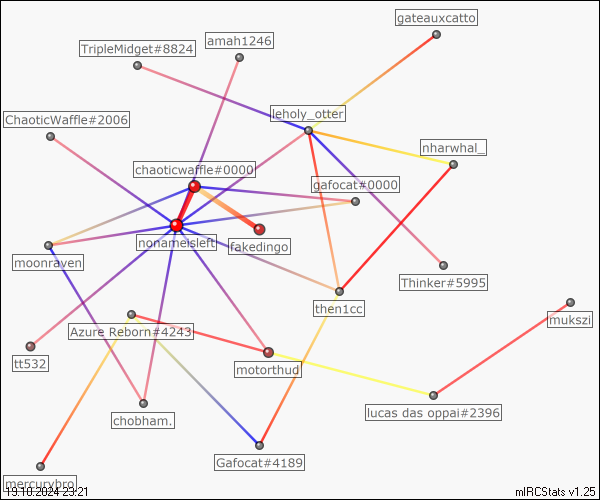 gateauxcatto
amah1246
TripleMidget#8824
leholy_otter
ChaoticWaffle#2006
nharwhal_
chaoticwaffle#0000
gafocat#0000
nonameisleft
fakedingo
moonraven
Thinker#5995
then1cc
mukszi
Azure Reborn#4243
tt532
motorthud
lucas das oppai#2396
chobham.
Gafocat#4189
mercurybro
19.10.2024 23:21
mIRCStats v1.25